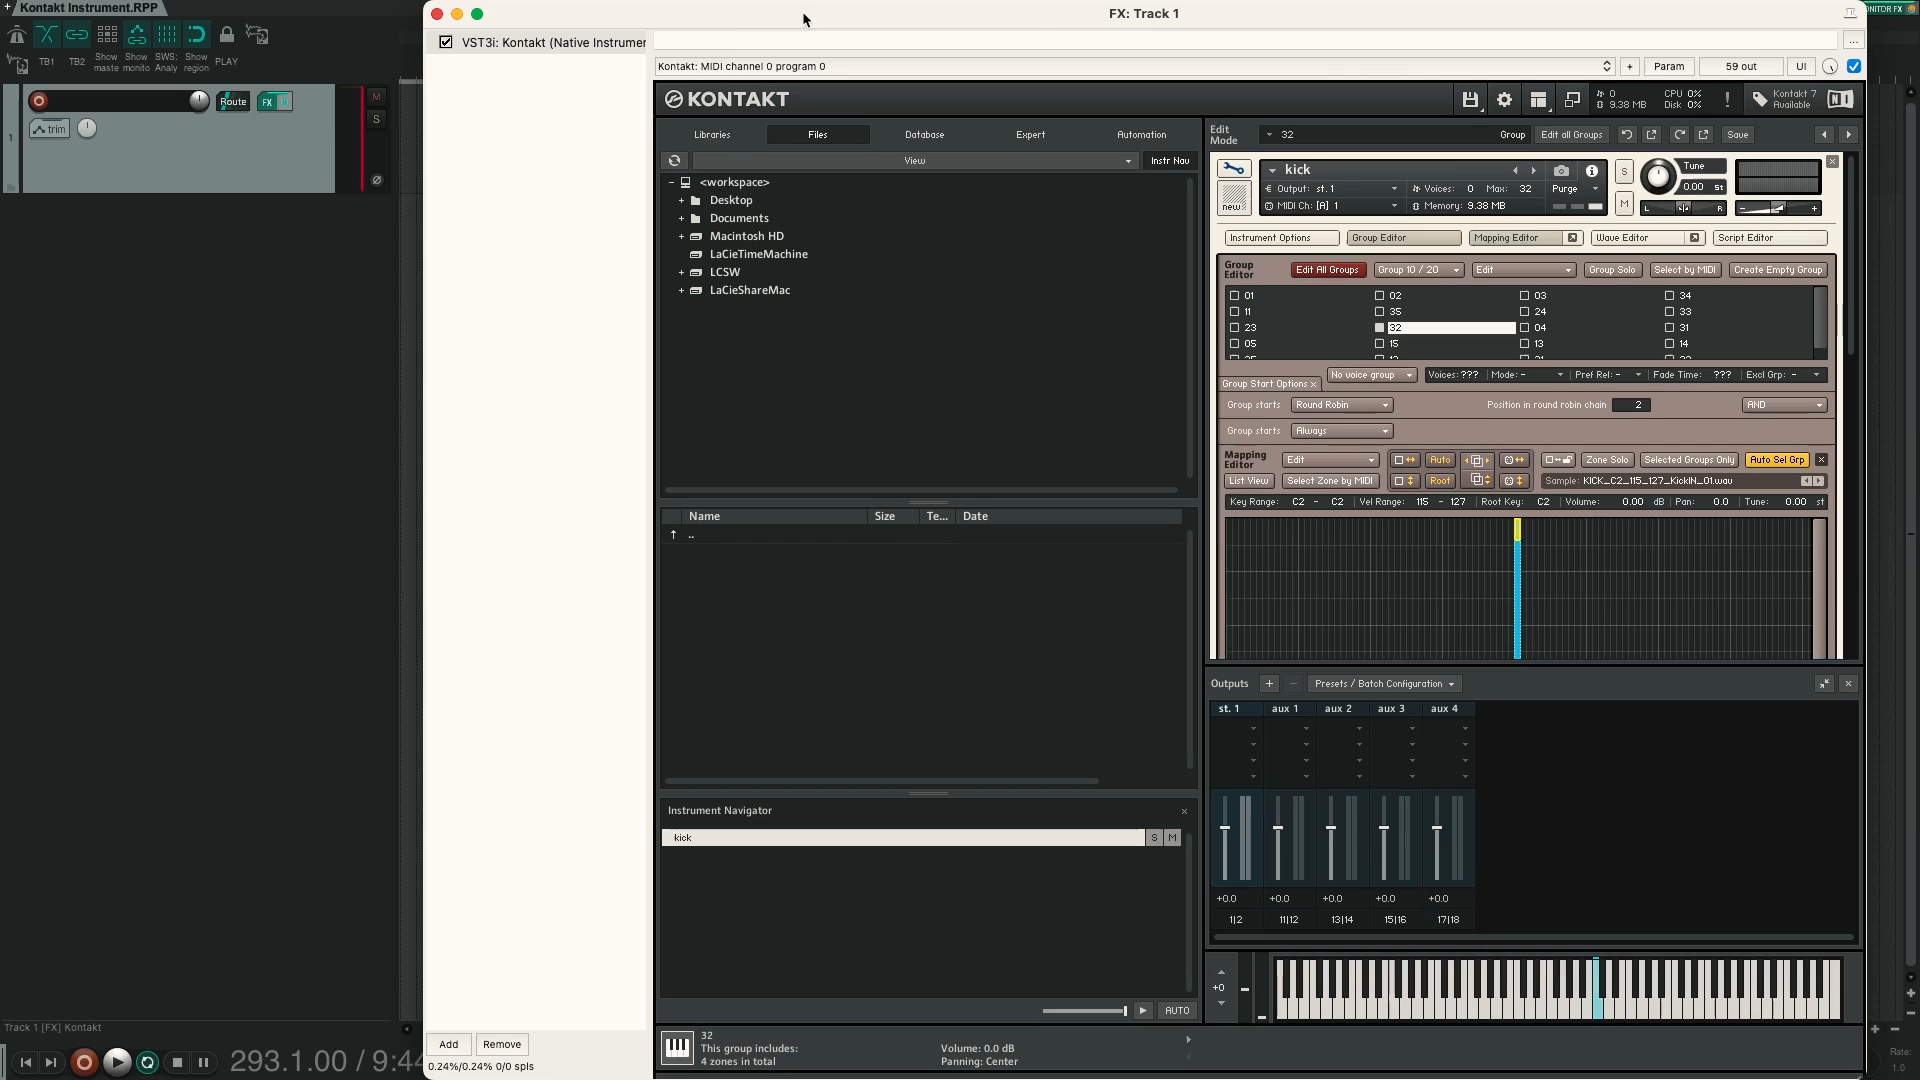 + Kontakt Instrument.RPP
TB1 TB2 Show maste Show monito SWS: Analy Show region PLAY
M
Route FX
S
trim
1
FX: Track 1
MONITOR FX
VST3i: Kontakt (Native Instrumer
...
Kontakt: MIDI channel 0 program 0
+ Param 59 out UI
KONTAKT
0
9.38 MB
CPU 0%
Disk 0%
!
Kontakt 7
Available
NI
Libraries Files Database Expert Automation
View Instr Nav
- <workspace>
+ Desktop
+ Documents
+ Macintosh HD
LaCieTimeMachine
+ LCSW
+ LaCieShareMac
Name Size Te... Date
↑ ..
Instrument Navigator ×
kick S M
AUTO
32
This group includes:
4 zones in total
Volume: 0.0 dB
Panning: Center
Edit Mode
32 Group Edit all Groups Save
new
kick
Output: st. 1 Voices: 0 Max: 32 Purge
MIDI Ch: [A] 1 Memory: 9.38 MB
S
M
Tune
0.00 St
L R - +
Instrument Options Group Editor Mapping Editor Wave Editor Script Editor
Group Editor
Edit All Groups Group 10 / 20 Edit Group Solo Select by MIDI Create Empty Group
01 02 03 34
11 35 24 33
23 32 04 31
05 15 13 14
Group Start Options ×
No voice group Voices: ??? Mode: - Pref Rel: - Fade Time: ??? Excl Grp: -
Group starts Round Robin Position in round robin chain 2 AND
Group starts Always
Mapping Editor
Edit Auto Zone Solo Selected Groups Only Auto Sel Grp
List View Select Zone by MIDI Root Sample: KICK_C2_115_127_KickIN_01.wav
Key Range: C2 - C2 Vel Range: 115 - 127 Root Key: C2 Volume: 0.00 dB Pan: 0.0 Tune: 0.00 st
Outputs + - Presets / Batch Configuration
st. 1 aux 1 aux 2 aux 3 aux 4
+0.0 +0.0 +0.0 +0.0 +0.0
1|2 11|12 13|14 15|16 17|18
+0
Track 1 [FX] Kontakt
293.1.00 / 9:44
Add Remove
0.24%/0.24% 0/0 spls
Rate:
1.0